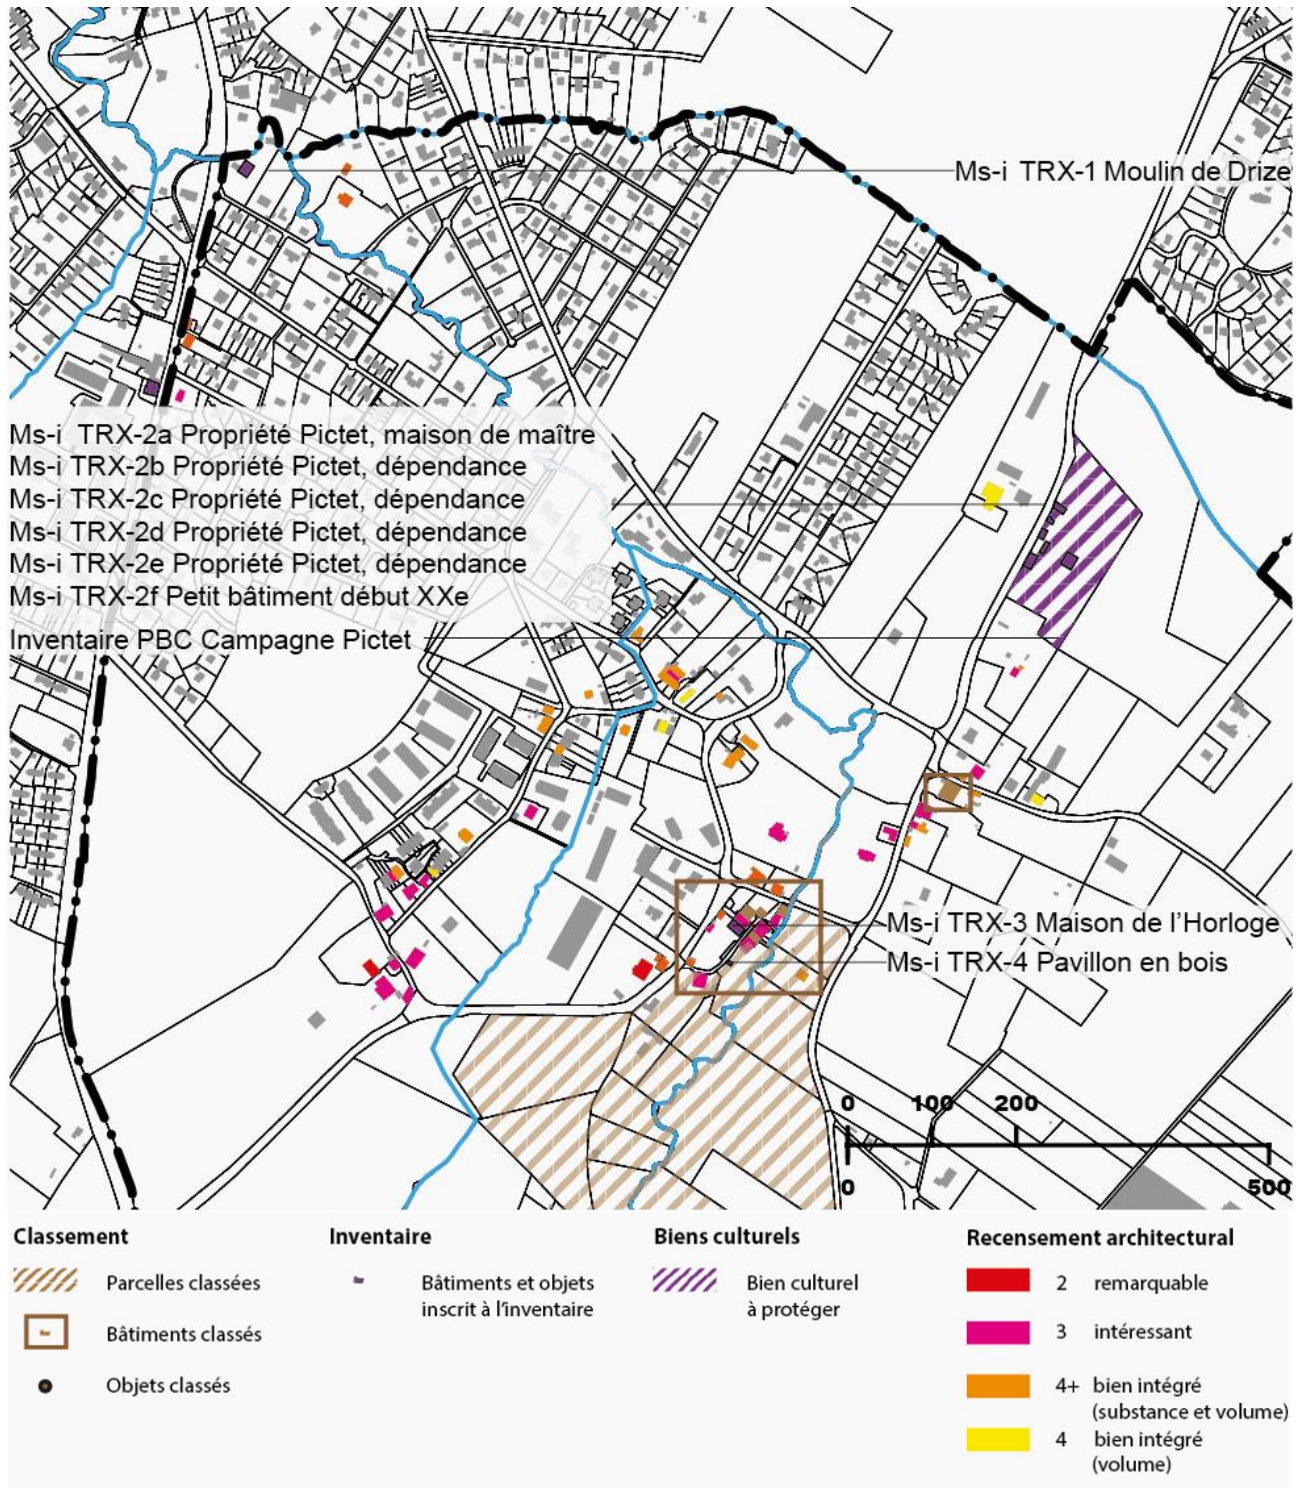 Ms-i TRX-1 Moulin de Drize
Ms-i TRX-2a Propriété Pictet, maison de maître
Ms-i TRX-2b Propriété Pictet, dépendance
Ms-i TRX-2c Propriété Pictet, dépendance
Ms-i TRX-2d Propriété Pictet, dépendance
Ms-i TRX-2e Propriété Pictet, dépendance
Ms-i TRX-2f Petit bâtiment début XXe
Inventaire PBC Campagne Pictet
Ms-i TRX-3 Maison de l'Horloge
Ms-i TRX-4 Pavillon en bois
0 100 200
0 500
Classement
Parcelles classées
Bâtiments classés
Objets classés
Inventaire
Bâtiments et objets
inscrit à l'inventaire
Biens culturels
Bien culturel
à protéger
Recensement architectural
2 remarquable
3 intéressant
4+ bien intégré
(substance et volume)
4 bien intégré
(volume)